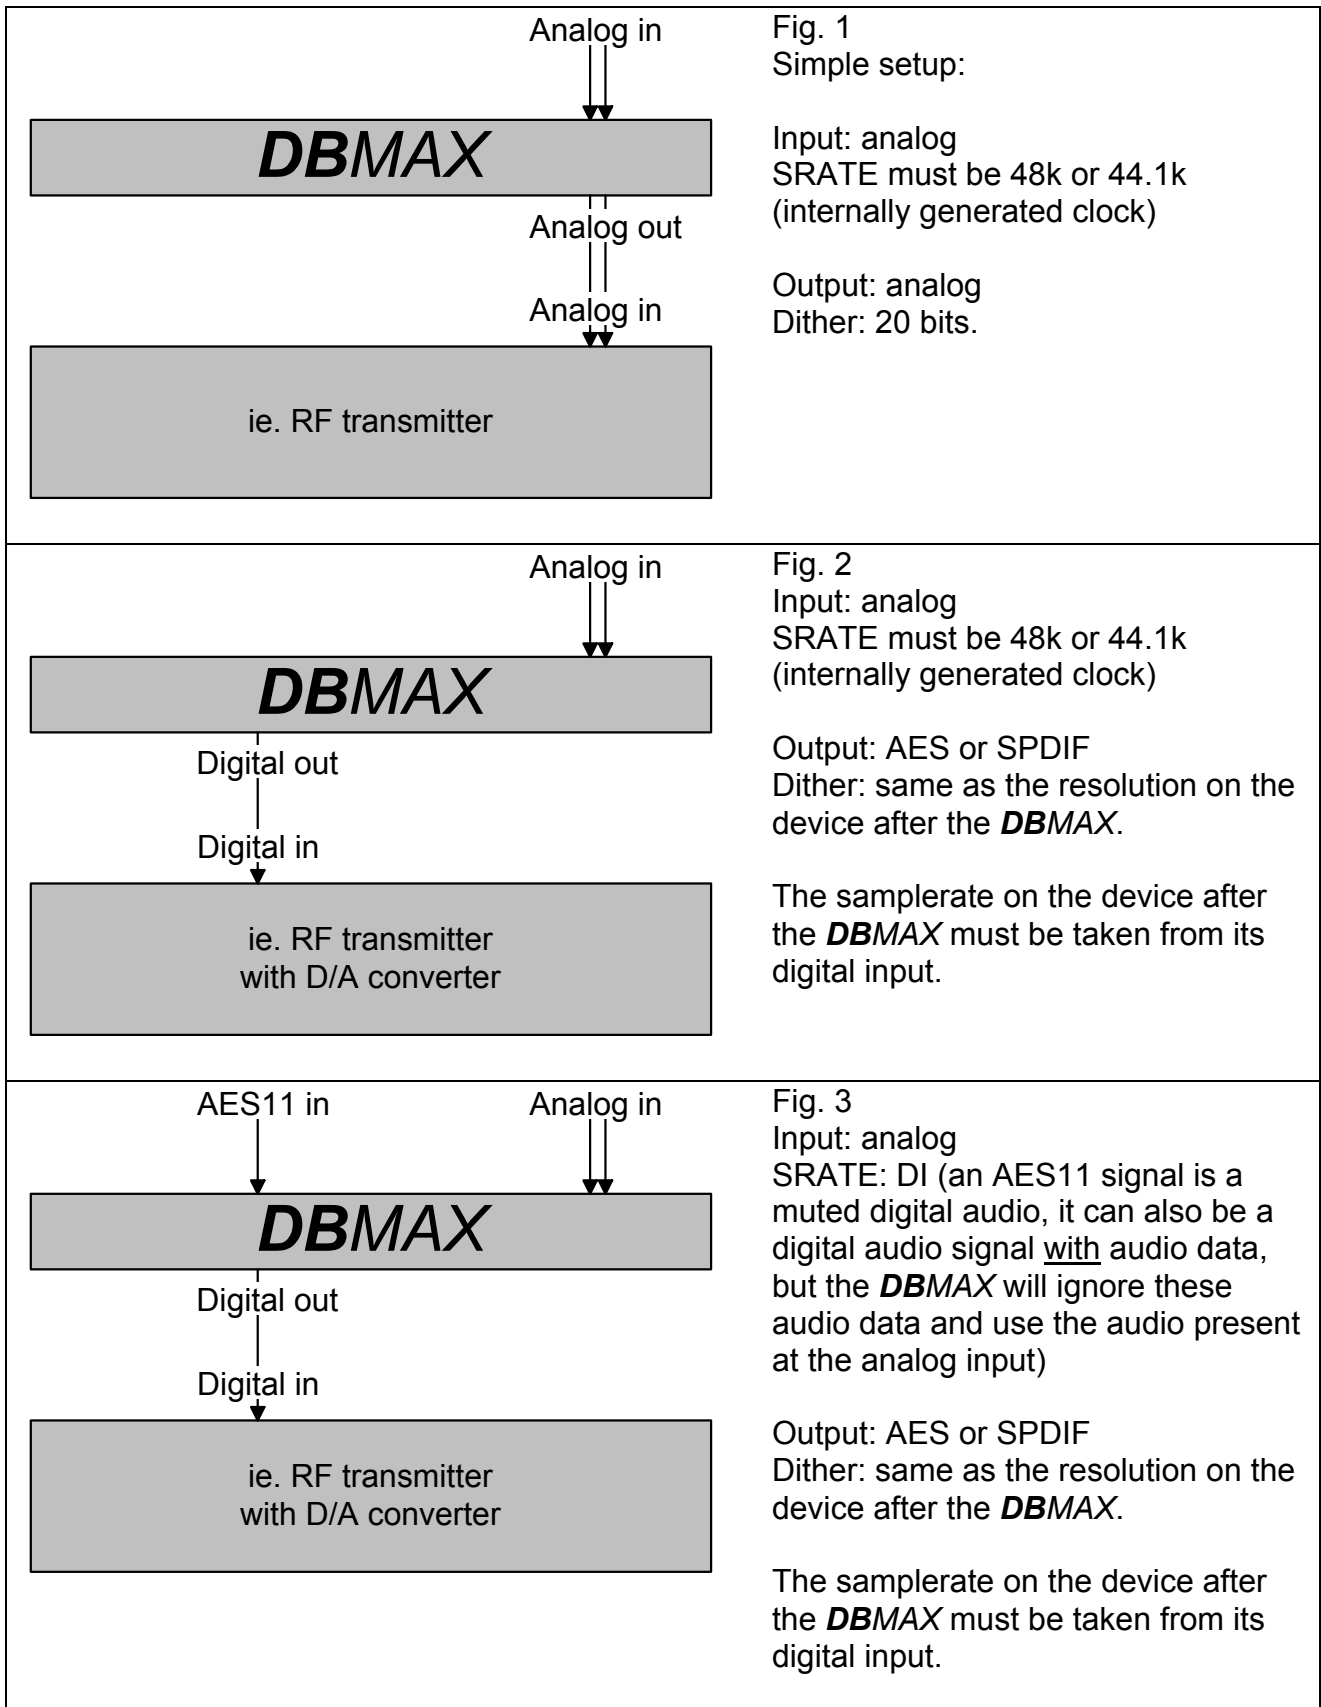 Analog in
DBMAX
Analog out
Analog in
ie. RF transmitter
Fig. 1
Simple setup:
Input: analog
SRATE must be 48k or 44.1k
(internally generated clock)
Output: analog
Dither: 20 bits.
Analog in
DBMAX
Digital out
Digital in
ie. RF transmitter
with D/A converter
Fig. 2
Input: analog
SRATE must be 48k or 44.1k
(internally generated clock)
Output: AES or SPDIF
Dither: same as the resolution on the
device after the DBMAX.
The samplerate on the device after
the DBMAX must be taken from its
digital input.
AES11 in
Analog in
DBMAX
Digital out
Digital in
ie. RF transmitter
with D/A converter
Fig. 3
Input: analog
SRATE: DI (an AES11 signal is a
muted digital audio, it can also be a
digital audio signal with audio data,
but the DBMAX will ignore these
audio data and use the audio present
at the analog input)
Output: AES or SPDIF
Dither: same as the resolution on the
device after the DBMAX.
The samplerate on the device after
the DBMAX must be taken from its
digital input.